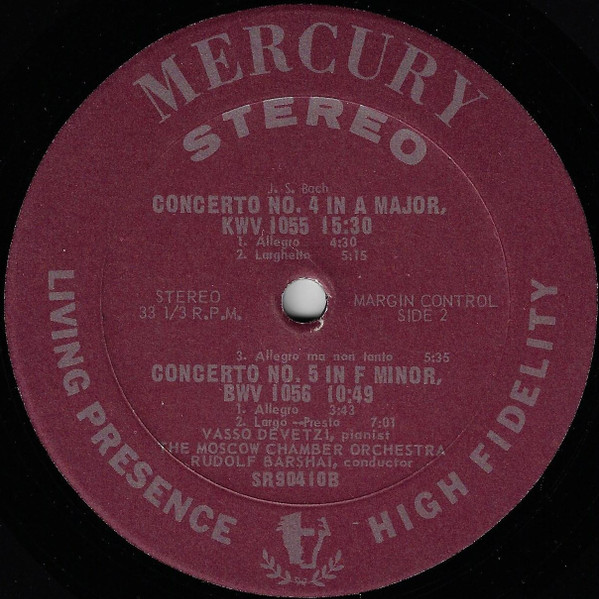 MERCURY
STEREO
J. S. Bach
CONCERTO NO. 4 IN A MAJOR,
KWV 1055 15:30
1. Allegro 4:30
2. Larghetto 5:15
STEREO
33 1/3 R.P.M.
MARGIN CONTROL
SIDE 2
3. Allegro ma non tanto 5:35
CONCERTO NO. 5 IN F MINOR,
BWV 1056 10:49
1. Allegro 3:43
2. Largo --Presto 7:01
VASSO DEVETZI, pianist
THE MOSCOW CHAMBER ORCHESTRA
RUDOLF BARSHAI, conductor
SR90410B
LIVING PRESENCE
HIGH FIDELITY